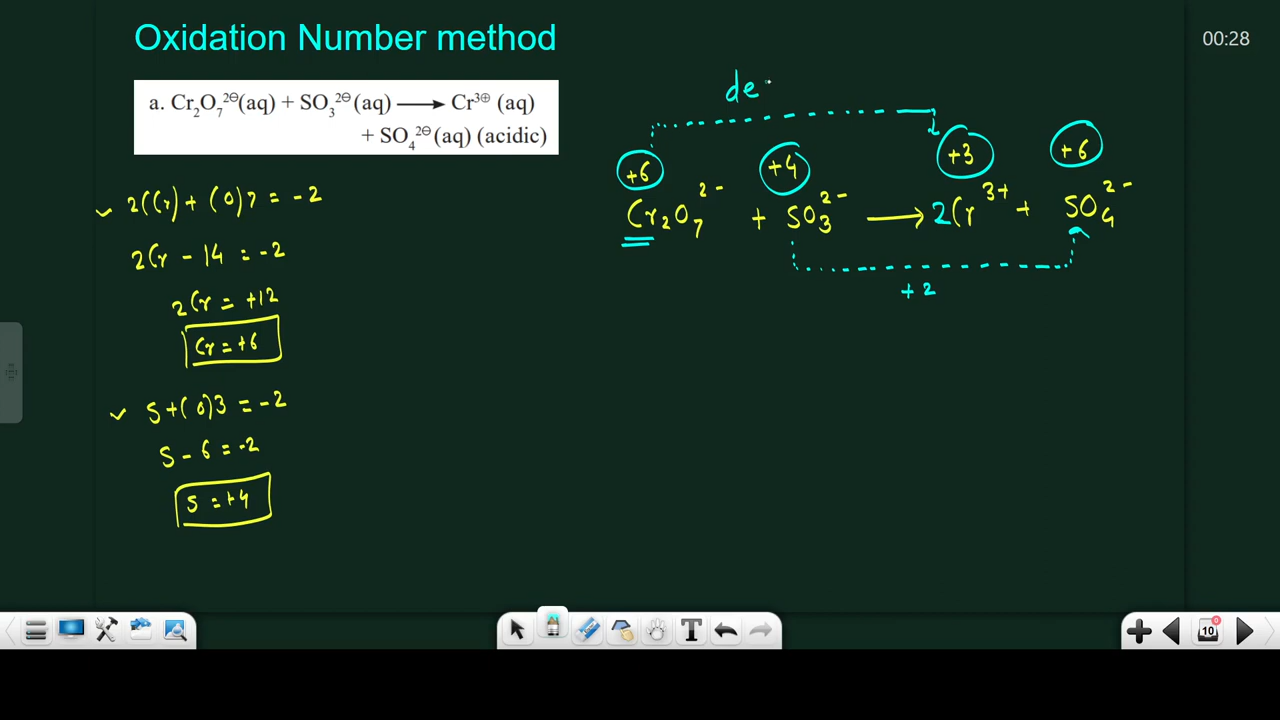 Oxidation Number method
00:28
a. Cr₂O₇²⊖(aq) + SO₃²⊖(aq) ⟶ Cr³⊕ (aq)
+ SO₄²⊖(aq) (acidic)
de
+6 +4 +3 +6
Cr₂O₇²⁻ + SO₃²⁻ ⟶ 2Cr³⁺ + SO₄²⁻
+2
2(Cr) + (O)7 = -2
2Cr - 14 = -2
2Cr = +12
Cr = +6
S + (O)3 = -2
S - 6 = -2
S = +4
T
10
0